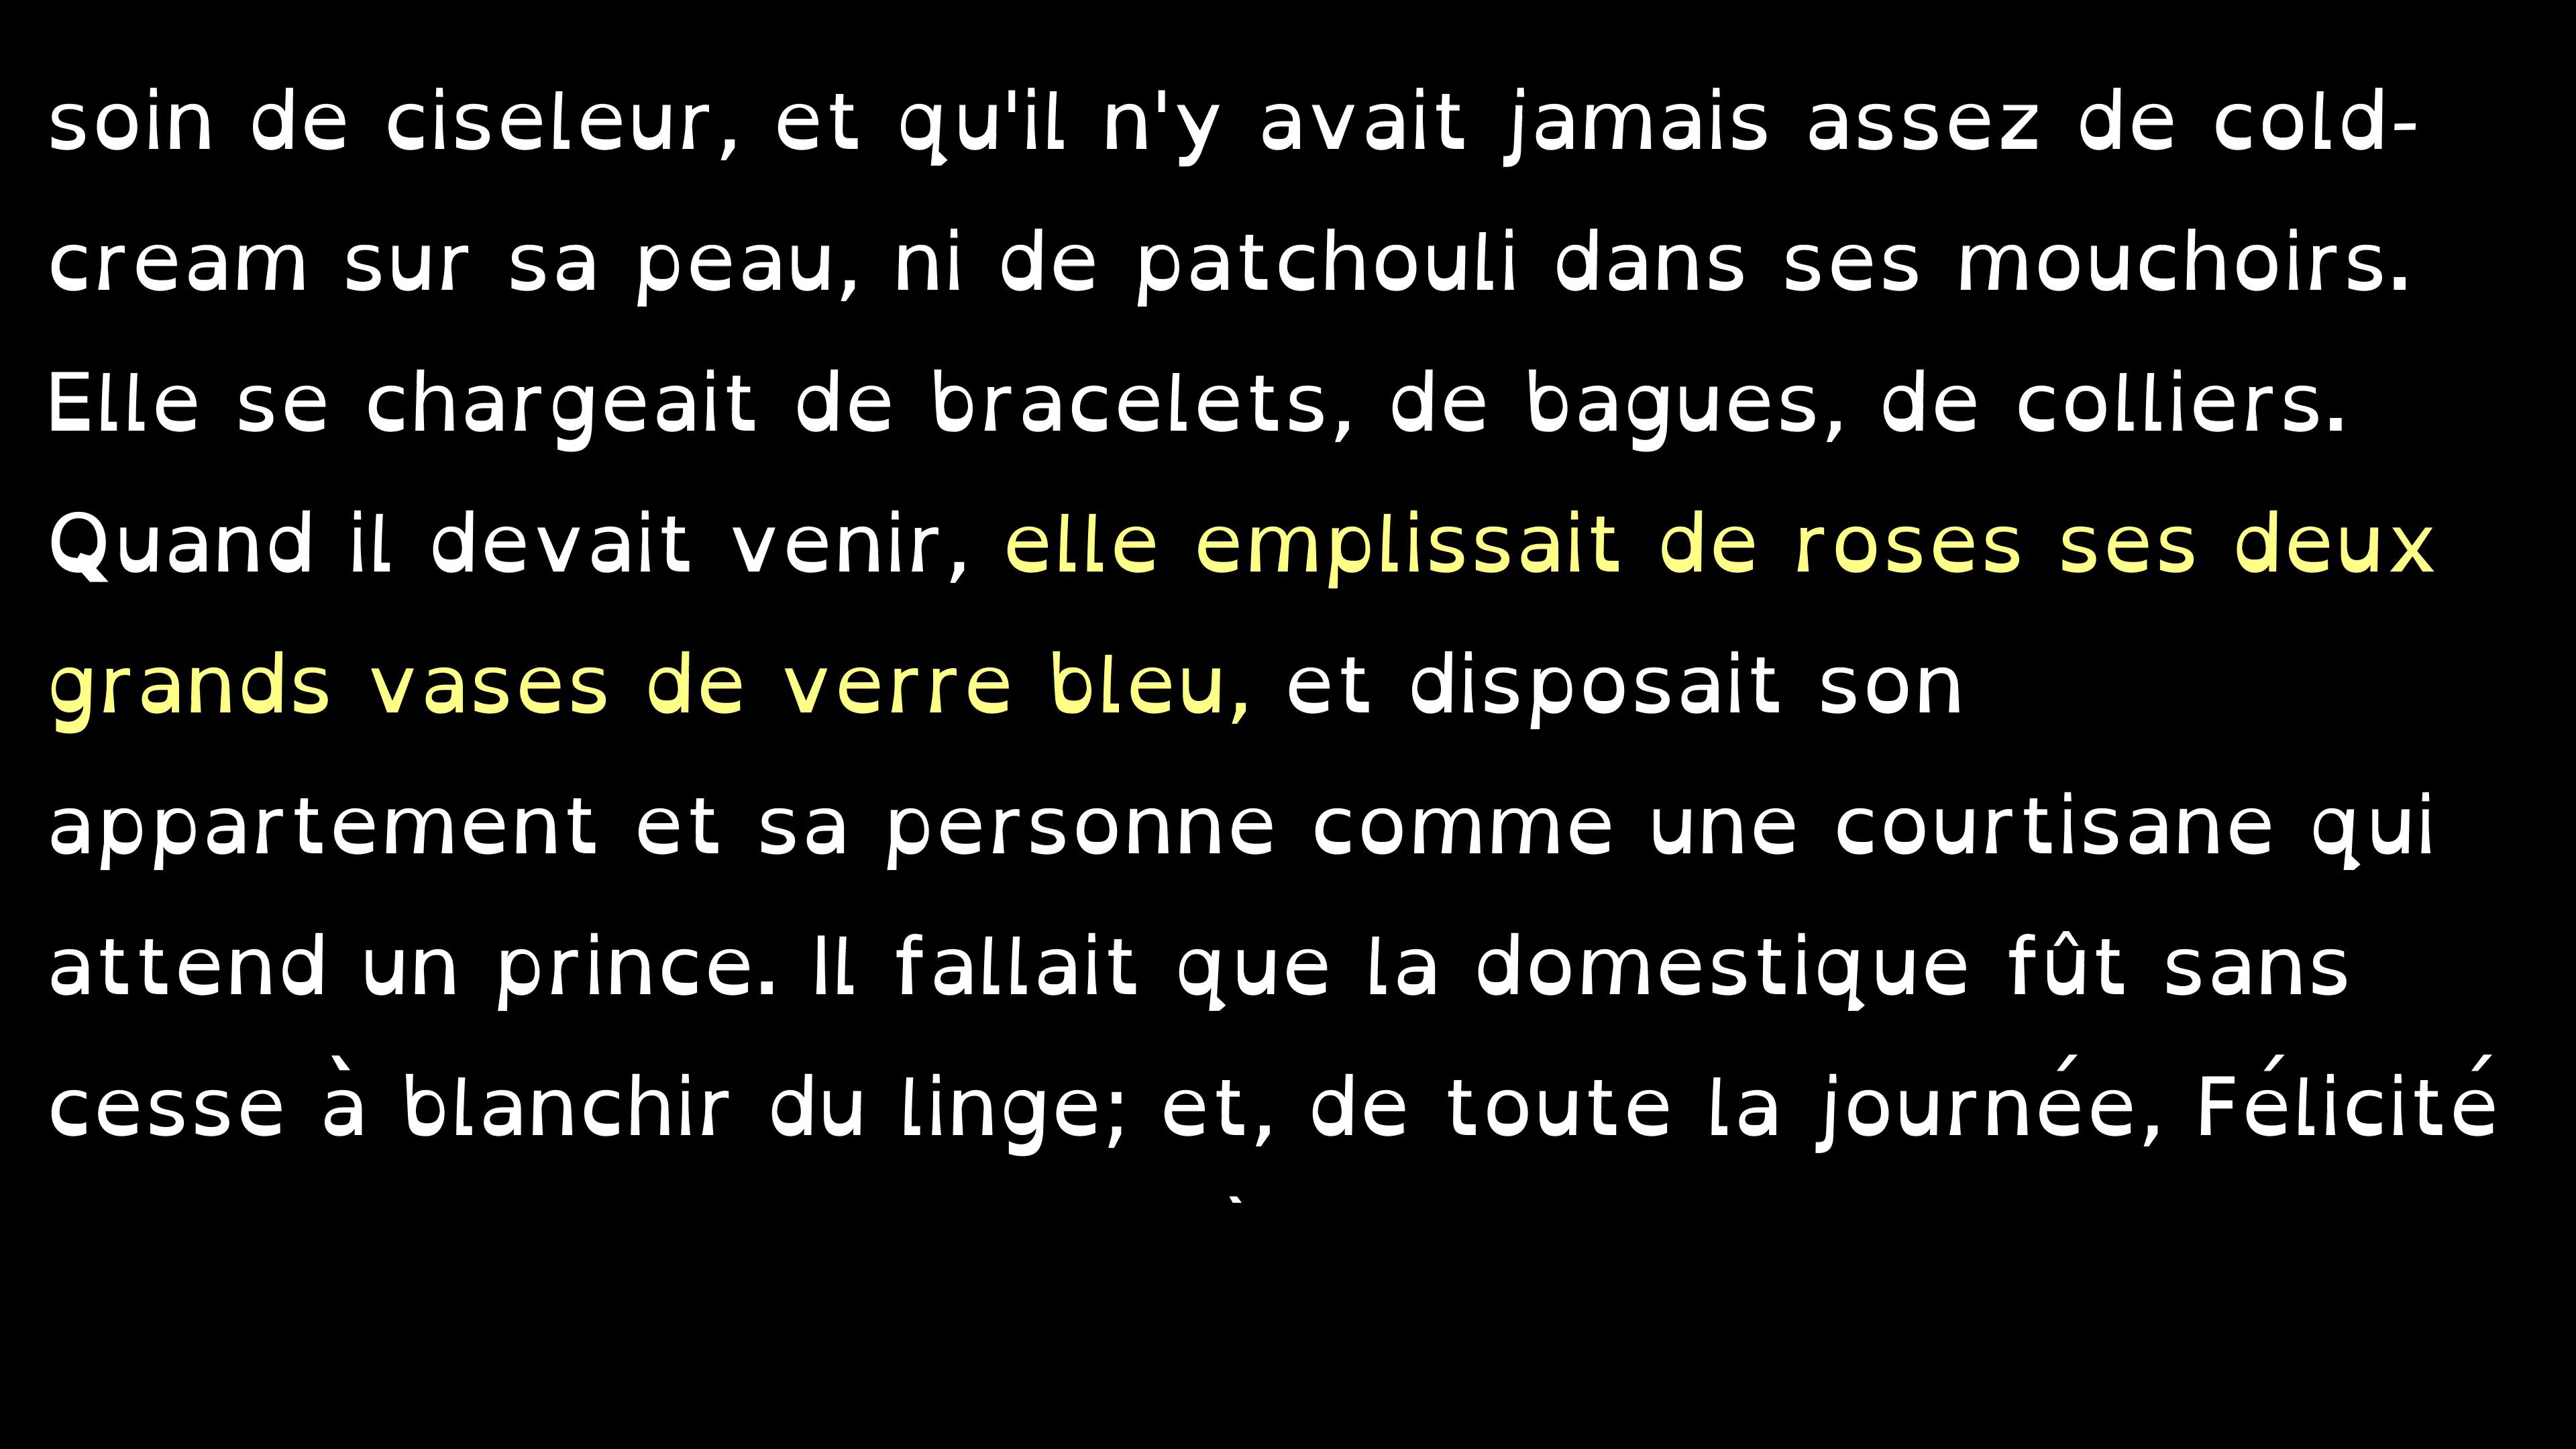 soin de ciseleur, et qu'il n'y avait jamais assez de cold-
cream sur sa peau, ni de patchouli dans ses mouchoirs.
Elle se chargeait de bracelets, de bagues, de colliers.
Quand il devait venir, elle emplissait de roses ses deux
grands vases de verre bleu, et disposait son
appartement et sa personne comme une courtisane qui
attend un prince. Il fallait que la domestique fût sans
cesse à blanchir du linge; et, de toute la journée, Félicité